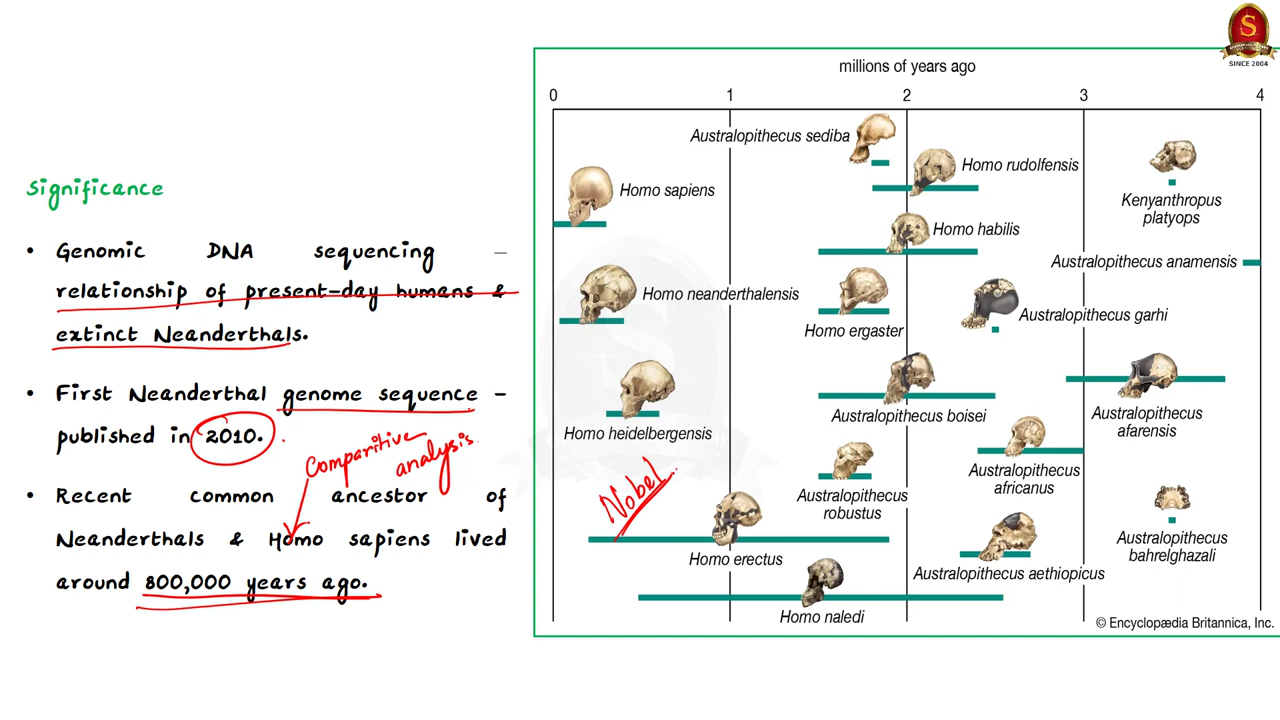 SINCE 2004
Significance
• Genomic DNA sequencing –
relationship of present-day humans &
extinct Neanderthals.
• First Neanderthal genome sequence –
published in 2010.
Comparitive
analysis
• Recent common ancestor of
Neanderthals & Homo sapiens lived
around 800,000 years ago.
Nobel
millions of years ago
0 1 2 3 4
Australopithecus sediba
Homo rudolfensis
Homo sapiens
Kenyanthropus
platyops
Homo habilis
Australopithecus anamensis
Homo neanderthalensis
Australopithecus garhi
Homo ergaster
Australopithecus boisei
Australopithecus
afarensis
Homo heidelbergensis
Australopithecus
africanus
Australopithecus
robustus
Australopithecus
bahrelghazali
Homo erectus
Australopithecus aethiopicus
Homo naledi
© Encyclopædia Britannica, Inc.